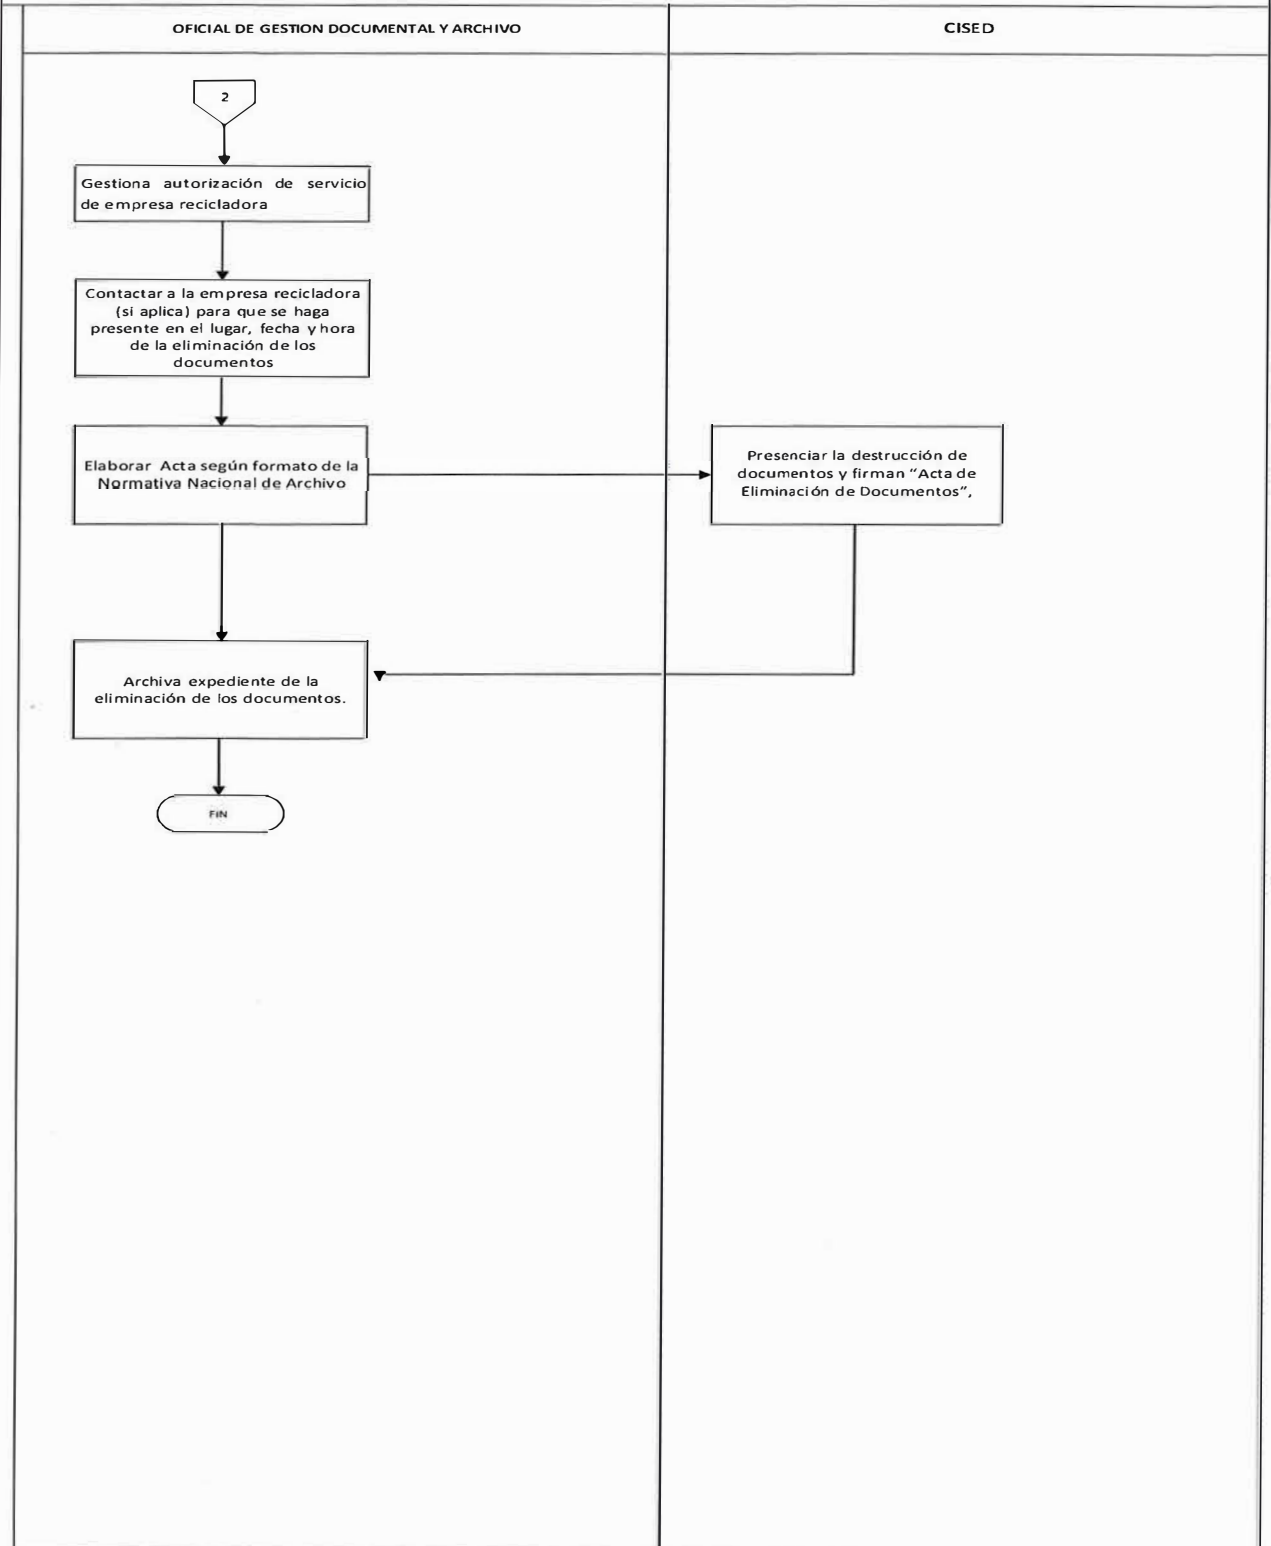 OFICIAL DE GESTION DOCUMENTAL Y ARCHIVO
CISED
2
Gestiona autorización de servicio
de empresa recicladora
Contactar a la empresa recicladora
(si aplica) para que se haga
presente en el lugar, fecha y hora
de la eliminación de los
documentos
Elaborar Acta según formato de la
Normativa Nacional de Archivo
Presenciar la destrucción de
documentos y firman “Acta de
Eliminación de Documentos”,
Archiva expediente de la
eliminación de los documentos.
FIN